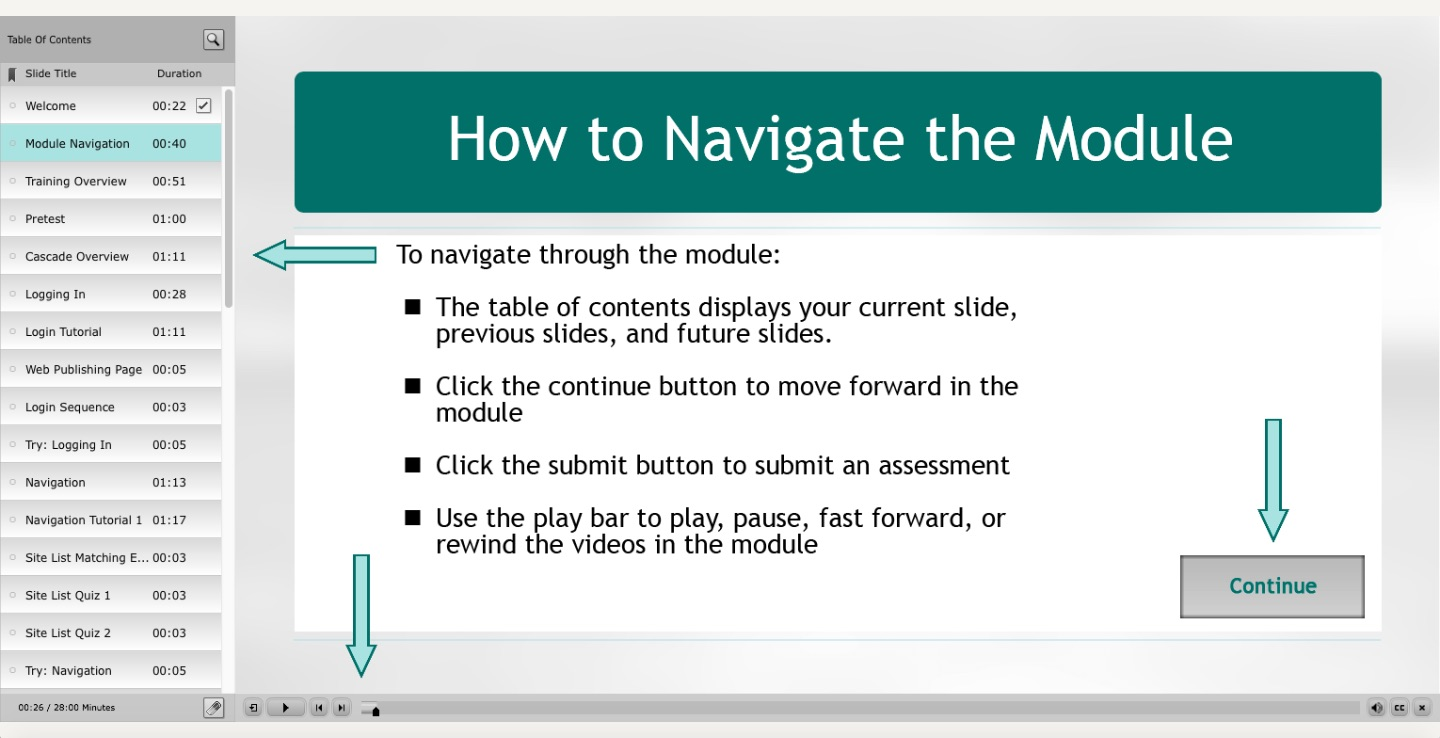 Table Of Contents
Slide Title Duration
Welcome 00:22
Module Navigation 00:40
Training Overview 00:51
Pretest 01:00
Cascade Overview 01:11
Logging In 00:28
Login Tutorial 01:11
Web Publishing Page 00:05
Login Sequence 00:03
Try: Logging In 00:05
Navigation 01:13
Navigation Tutorial 1 01:17
Site List Matching E... 00:03
Site List Quiz 1 00:03
Site List Quiz 2 00:03
Try: Navigation 00:05
00:26 / 28:00 Minutes
How to Navigate the Module
To navigate through the module:
■ The table of contents displays your current slide,
previous slides, and future slides.
■ Click the continue button to move forward in the
module
■ Click the submit button to submit an assessment
■ Use the play bar to play, pause, fast forward, or
rewind the videos in the module
Continue
CC